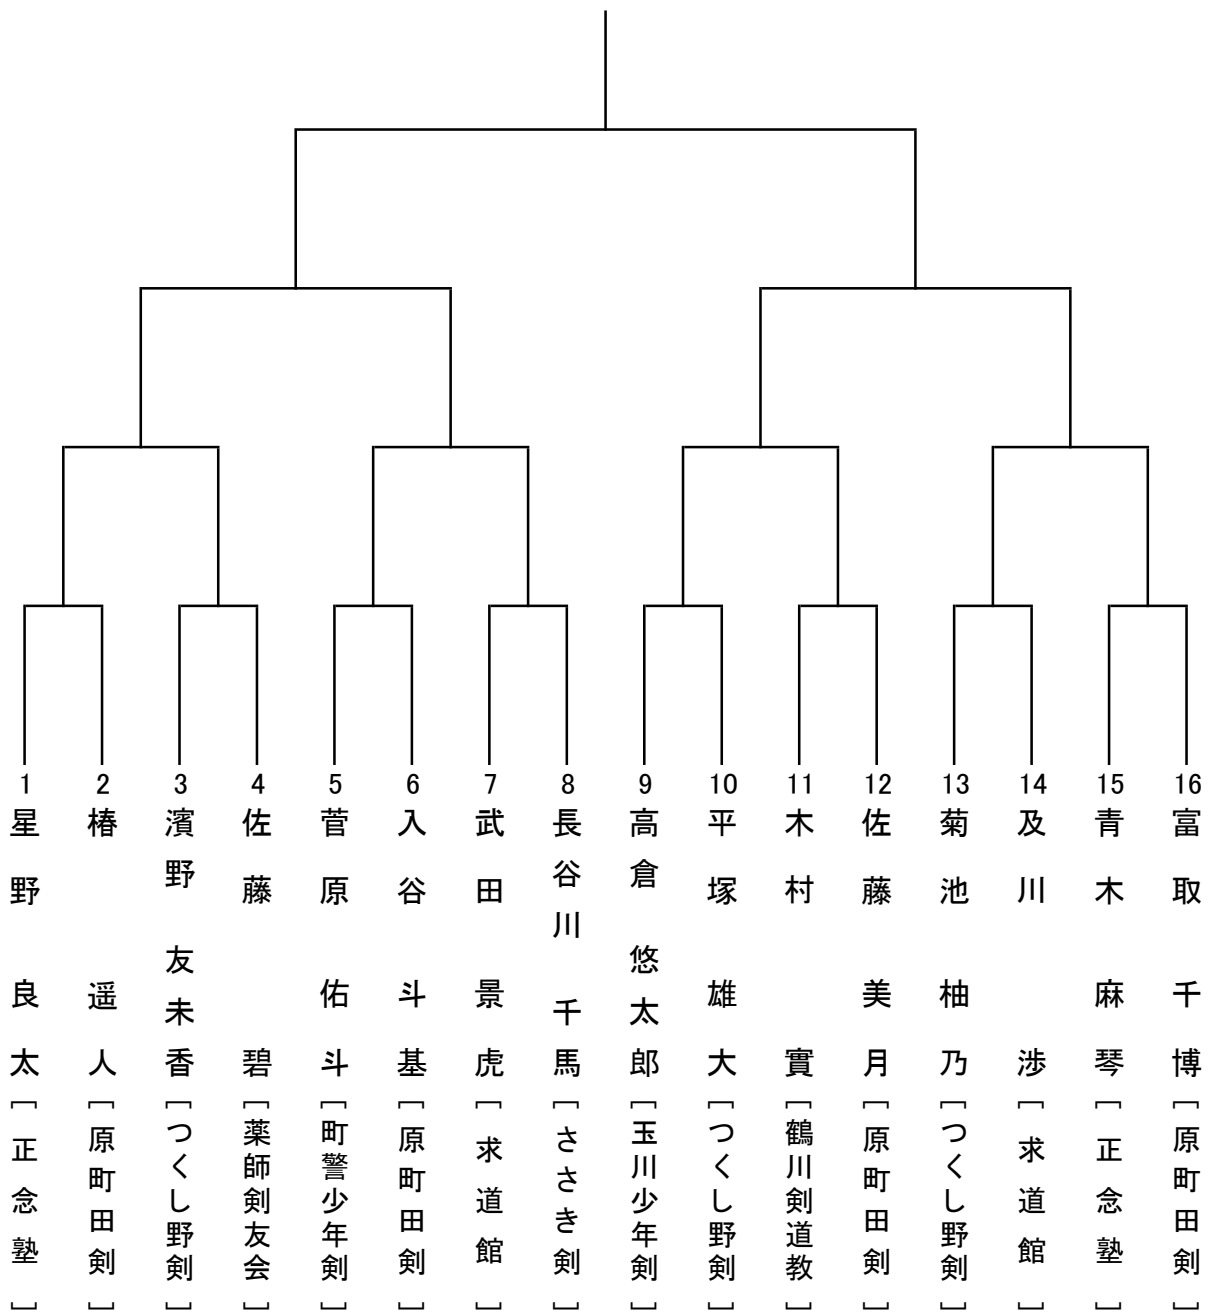 1 星野 良太 [正念塾]
2 椿 遥人 [原町田剣]
3 濱野 友未香 [つくし野剣]
4 佐藤 碧 [薬師剣友会]
5 菅原 佑斗 [町警少年剣]
6 入谷 斗基 [原町田剣]
7 武田 景虎 [求道館]
8 長谷川 千馬 [ささき剣]
9 高倉 悠太郎 [玉川少年剣]
10 平塚 雄大 [つくし野剣]
11 木村 實 [鶴川剣道教]
12 佐藤 美月 [原町田剣]
13 菊池 柚乃 [つくし野剣]
14 及川 渉 [求道館]
15 青木 麻琴 [正念塾]
16 富取 千博 [原町田剣]